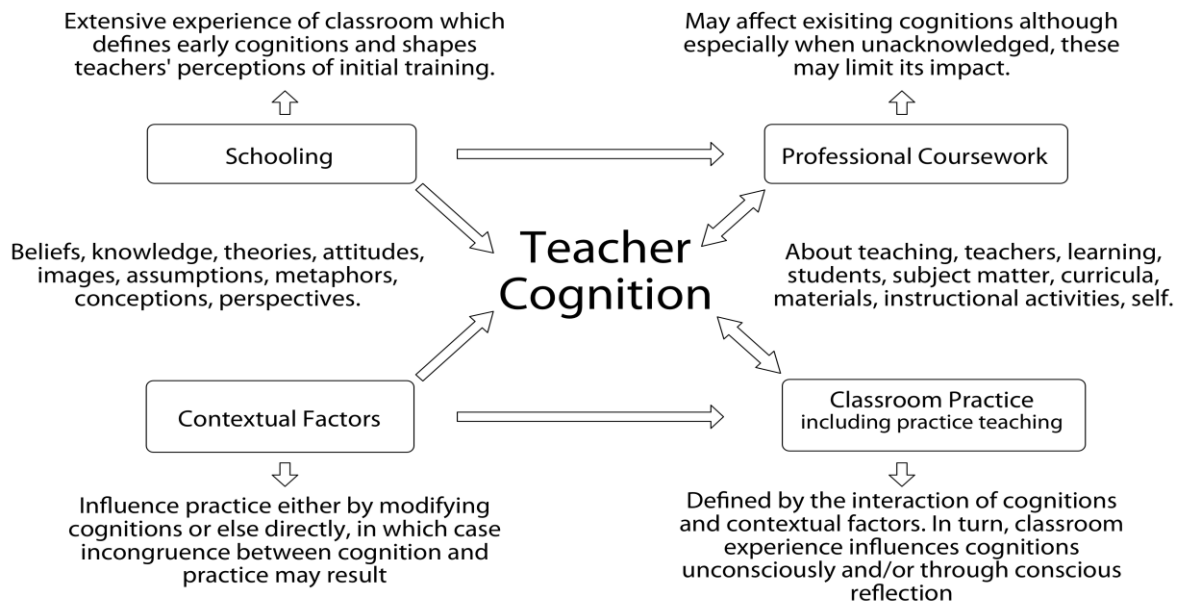 Extensive experience of classroom which
defines early cognitions and shapes
teachers' perceptions of initial training.
May affect exisiting cognitions although
especially when unacknowledged, these
may limit its impact.
Schooling
Professional Coursework
Beliefs, knowledge, theories, attitudes,
images, assumptions, metaphors,
conceptions, perspectives.
Teacher
Cognition
About teaching, teachers, learning,
students, subject matter, curricula,
materials, instructional activities, self.
Contextual Factors
Classroom Practice
including practice teaching
Influence practice either by modifying
cognitions or else directly, in which case
incongruence between cognition and
practice may result
Defined by the interaction of cognitions
and contextual factors. In turn, classroom
experience influences cognitions
unconsciously and/or through conscious
reflection